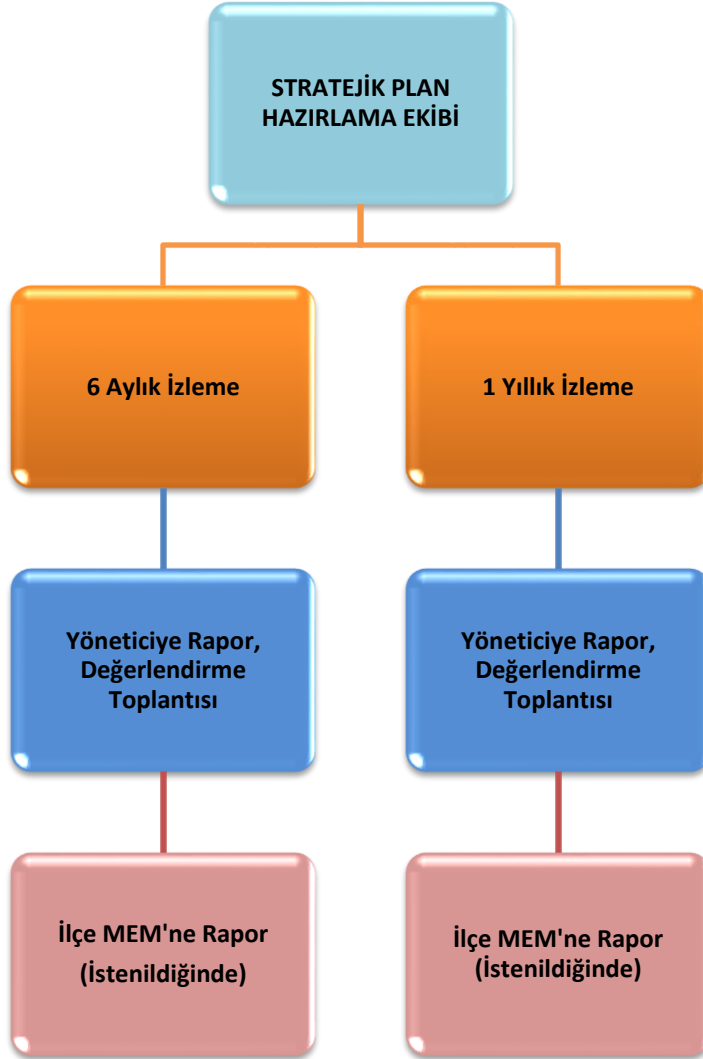 STRATEJİK PLAN
HAZIRLAMA EKİBİ
6 Aylık İzleme
1 Yıllık İzleme
Yöneticiye Rapor,
Değerlendirme
Toplantısı
Yöneticiye Rapor,
Değerlendirme
Toplantısı
İlçe MEM'ne Rapor
(İstenildiğinde)
İlçe MEM'ne Rapor
(İstenildiğinde)